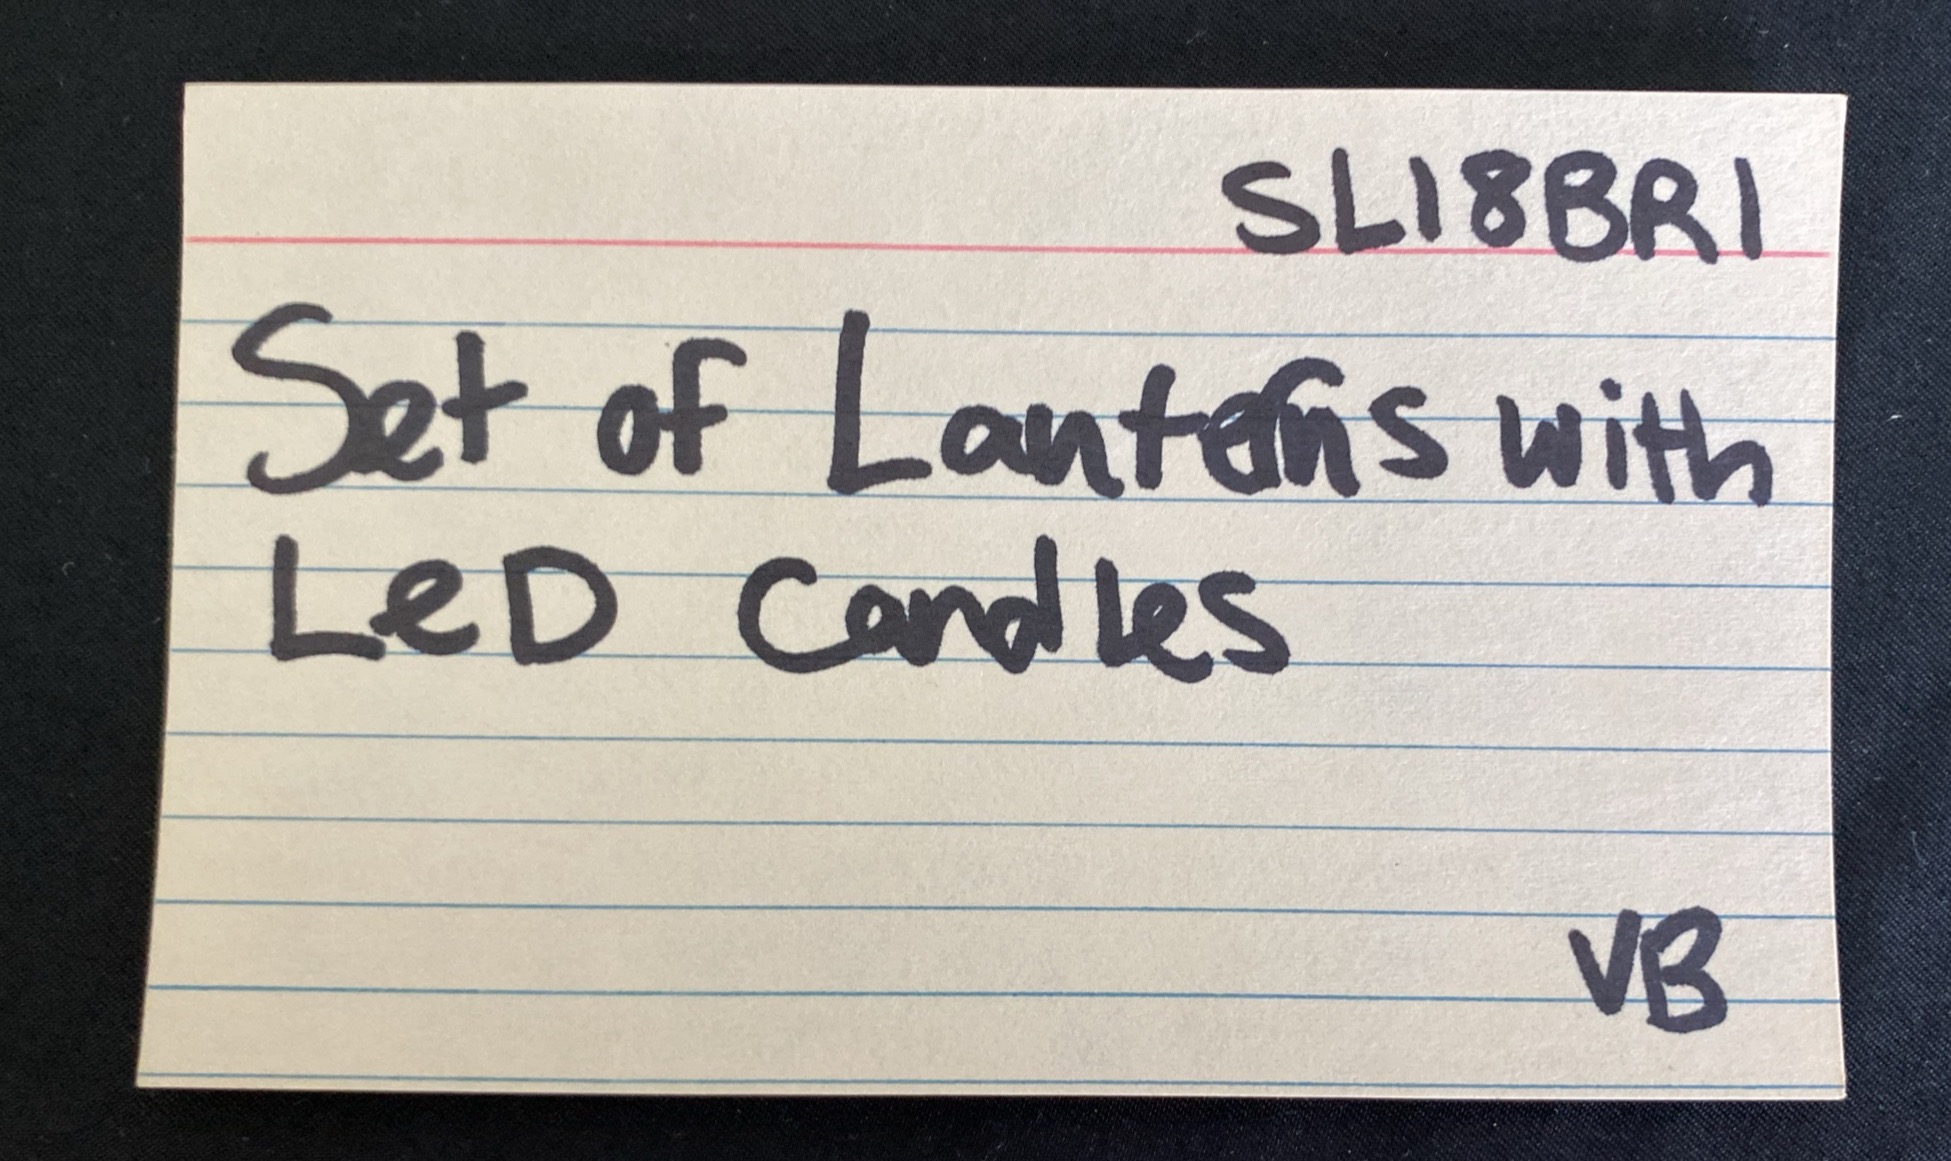 SL18BR1
Set of Lanterns with
LeD Candles
VB